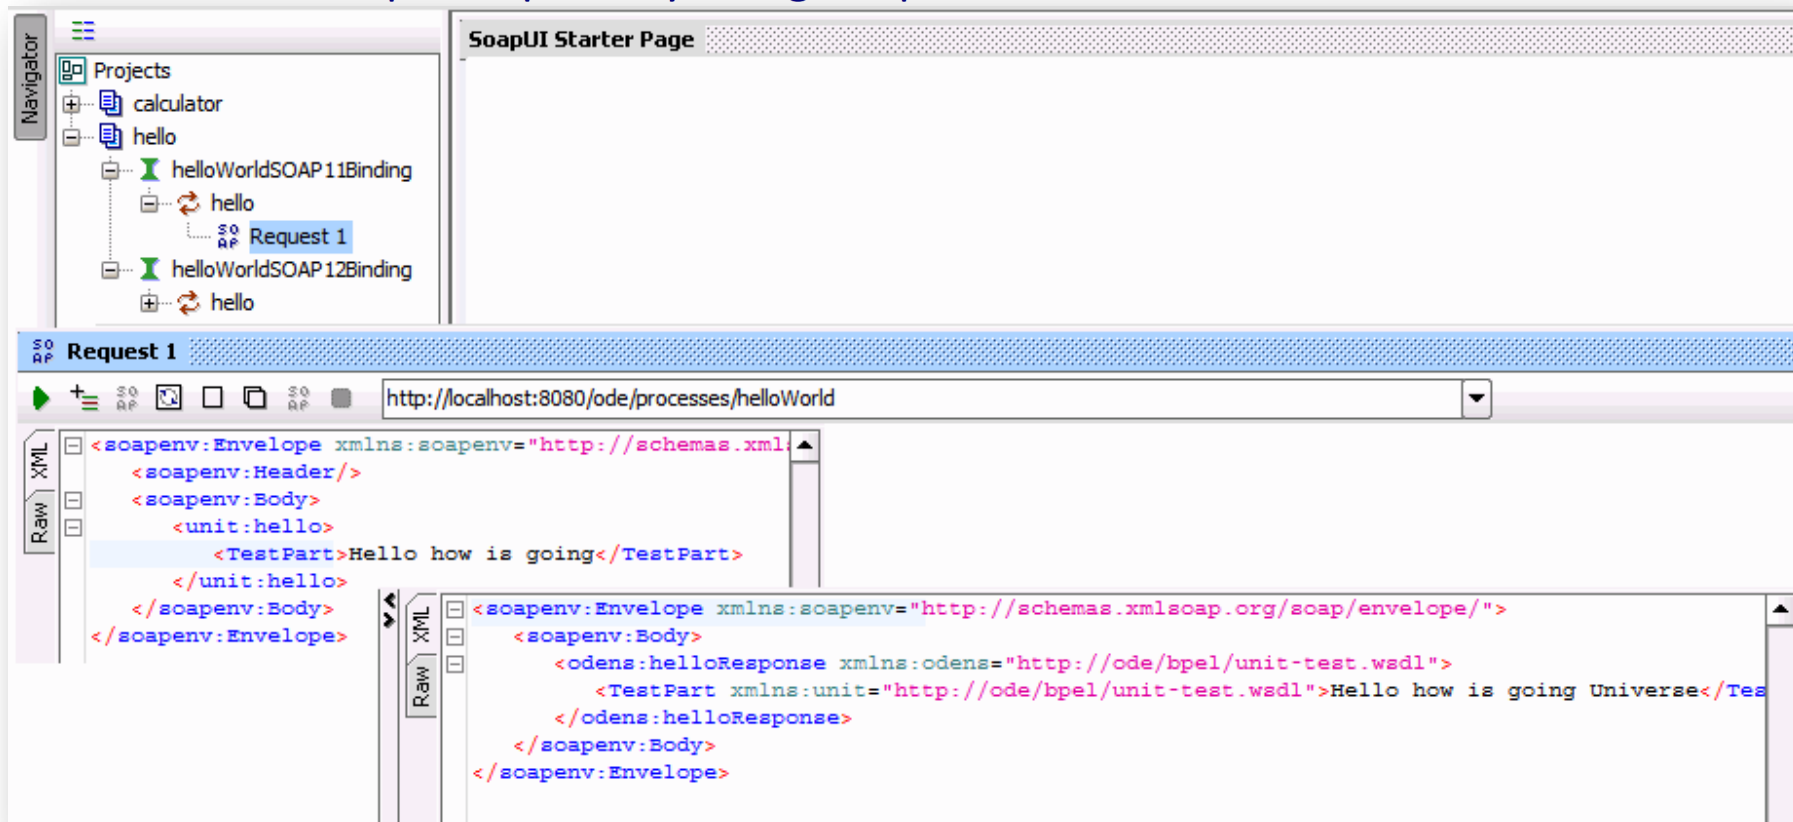 Navigator
SoapUI Starter Page
Projects
calculator
hello
helloWorldSOAP11Binding
hello
Request 1
helloWorldSOAP12Binding
hello
Request 1
http://localhost:8080/ode/processes/helloWorld
XML
Raw
<soapenv:Envelope xmlns:soapenv="http://schemas.xml
<soapenv:Header/>
<soapenv:Body>
<unit:hello>
<TestPart>Hello how is going</TestPart>
</unit:hello>
</soapenv:Body>
</soapenv:Envelope>
XML
Raw
<soapenv:Envelope xmlns:soapenv="http://schemas.xmlsoap.org/soap/envelope/">
<soapenv:Body>
<odens:helloResponse xmlns:odens="http://ode/bpel/unit-test.wsdl">
<TestPart xmlns:unit="http://ode/bpel/unit-test.wsdl">Hello how is going Universe</Tes
</odens:helloResponse>
</soapenv:Body>
</soapenv:Envelope>